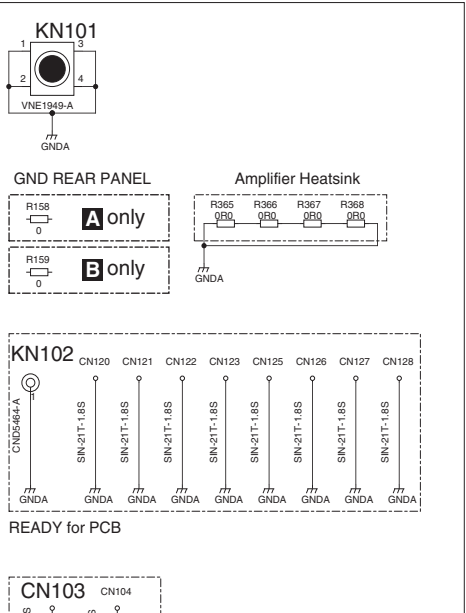 KN101
1 3
2 4
VNE1949-A
GNDA
GND REAR PANEL
R158
0
A only
R159
0
B only
Amplifier Heatsink
R365 R366 R367 R368
0R0 0R0 0R0 0R0
GNDA
KN102 CN120 CN121 CN122 CN123 CN125 CN126 CN127 CN128
1
CND5464-A SIN-21T-1.8S SIN-21T-1.8S SIN-21T-1.8S SIN-21T-1.8S SIN-21T-1.8S SIN-21T-1.8S SIN-21T-1.8S SIN-21T-1.8S
GNDA GNDA GNDA GNDA GNDA GNDA GNDA GNDA GNDA
READY for PCB
CN103 CN104